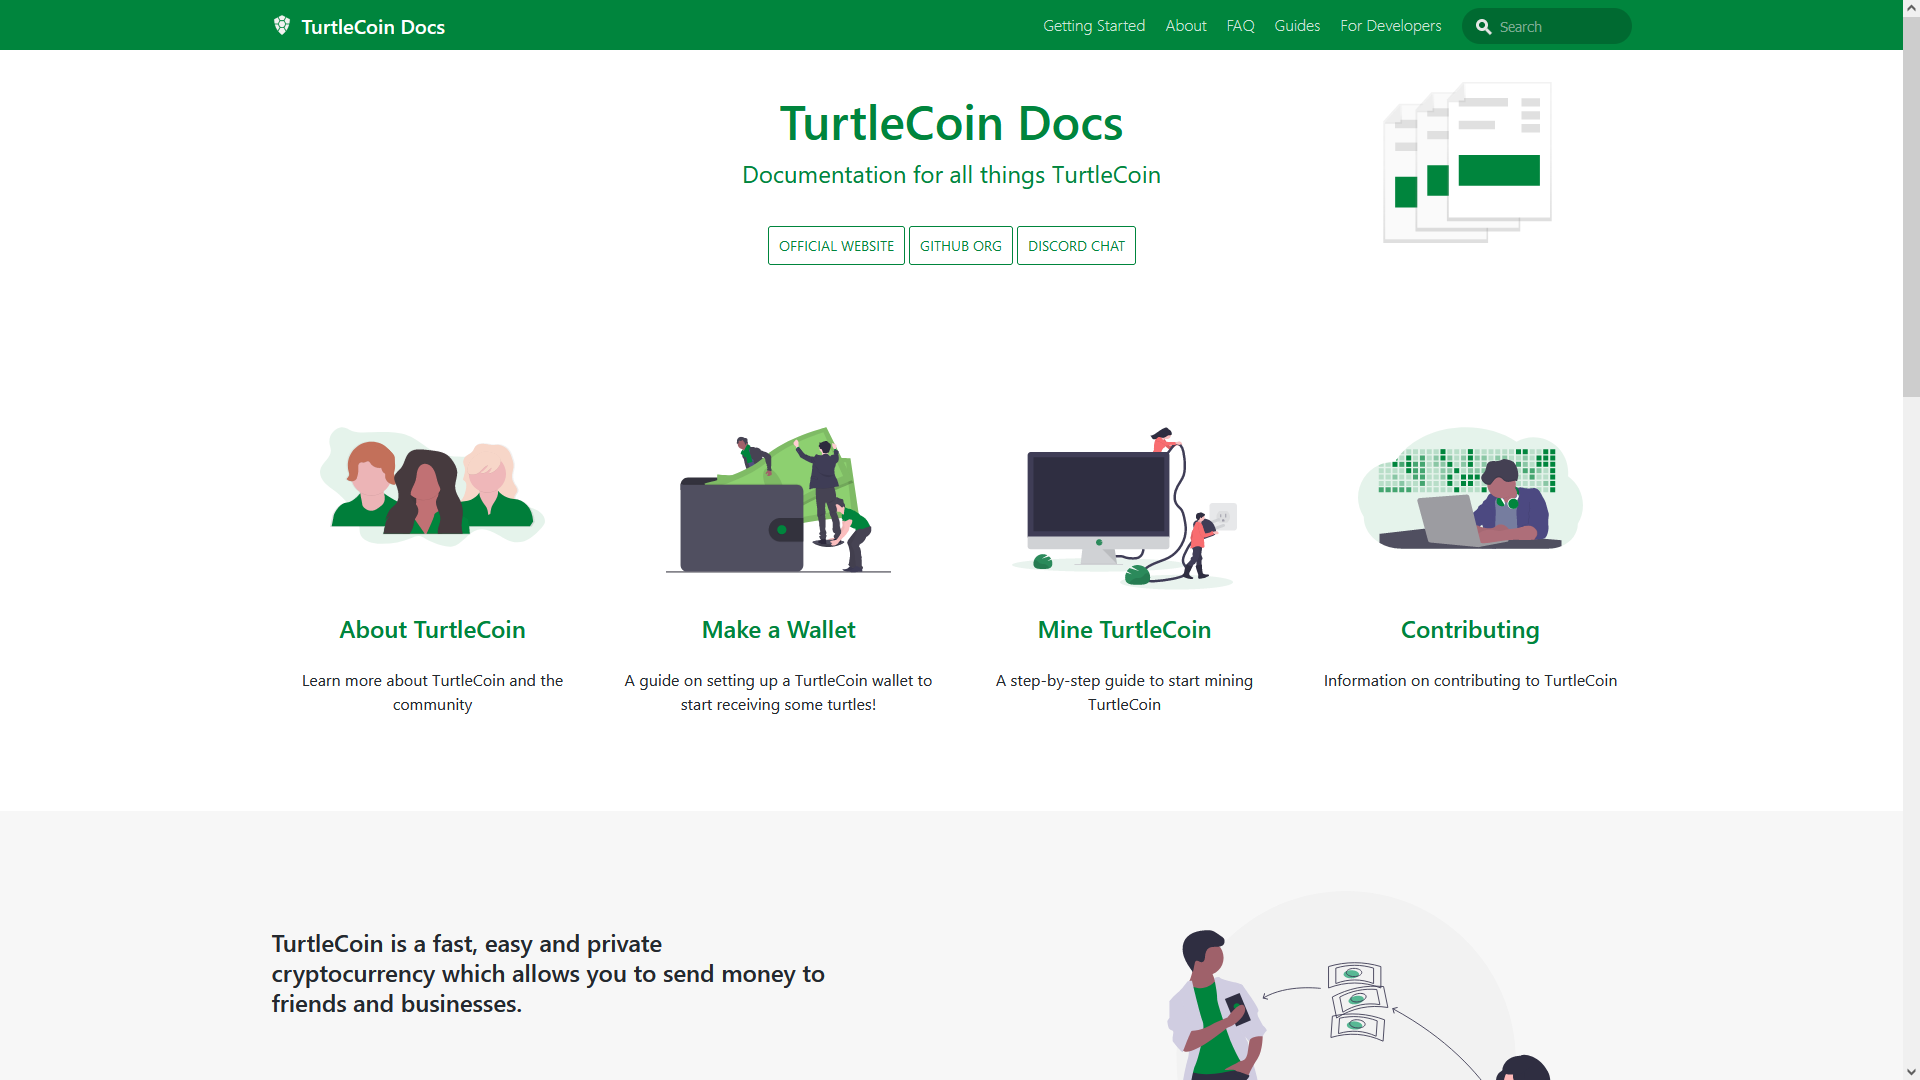 TurtleCoin Docs
Getting Started
About
FAQ
Guides
For Developers
Search
TurtleCoin Docs
Documentation for all things TurtleCoin
OFFICIAL WEBSITE
GITHUB ORG
DISCORD CHAT
About TurtleCoin
Learn more about TurtleCoin and the
community
Make a Wallet
A guide on setting up a TurtleCoin wallet to
start receiving some turtles!
Mine TurtleCoin
A step-by-step guide to start mining
TurtleCoin
Contributing
Information on contributing to TurtleCoin
TurtleCoin is a fast, easy and private
cryptocurrency which allows you to send money to
friends and businesses.